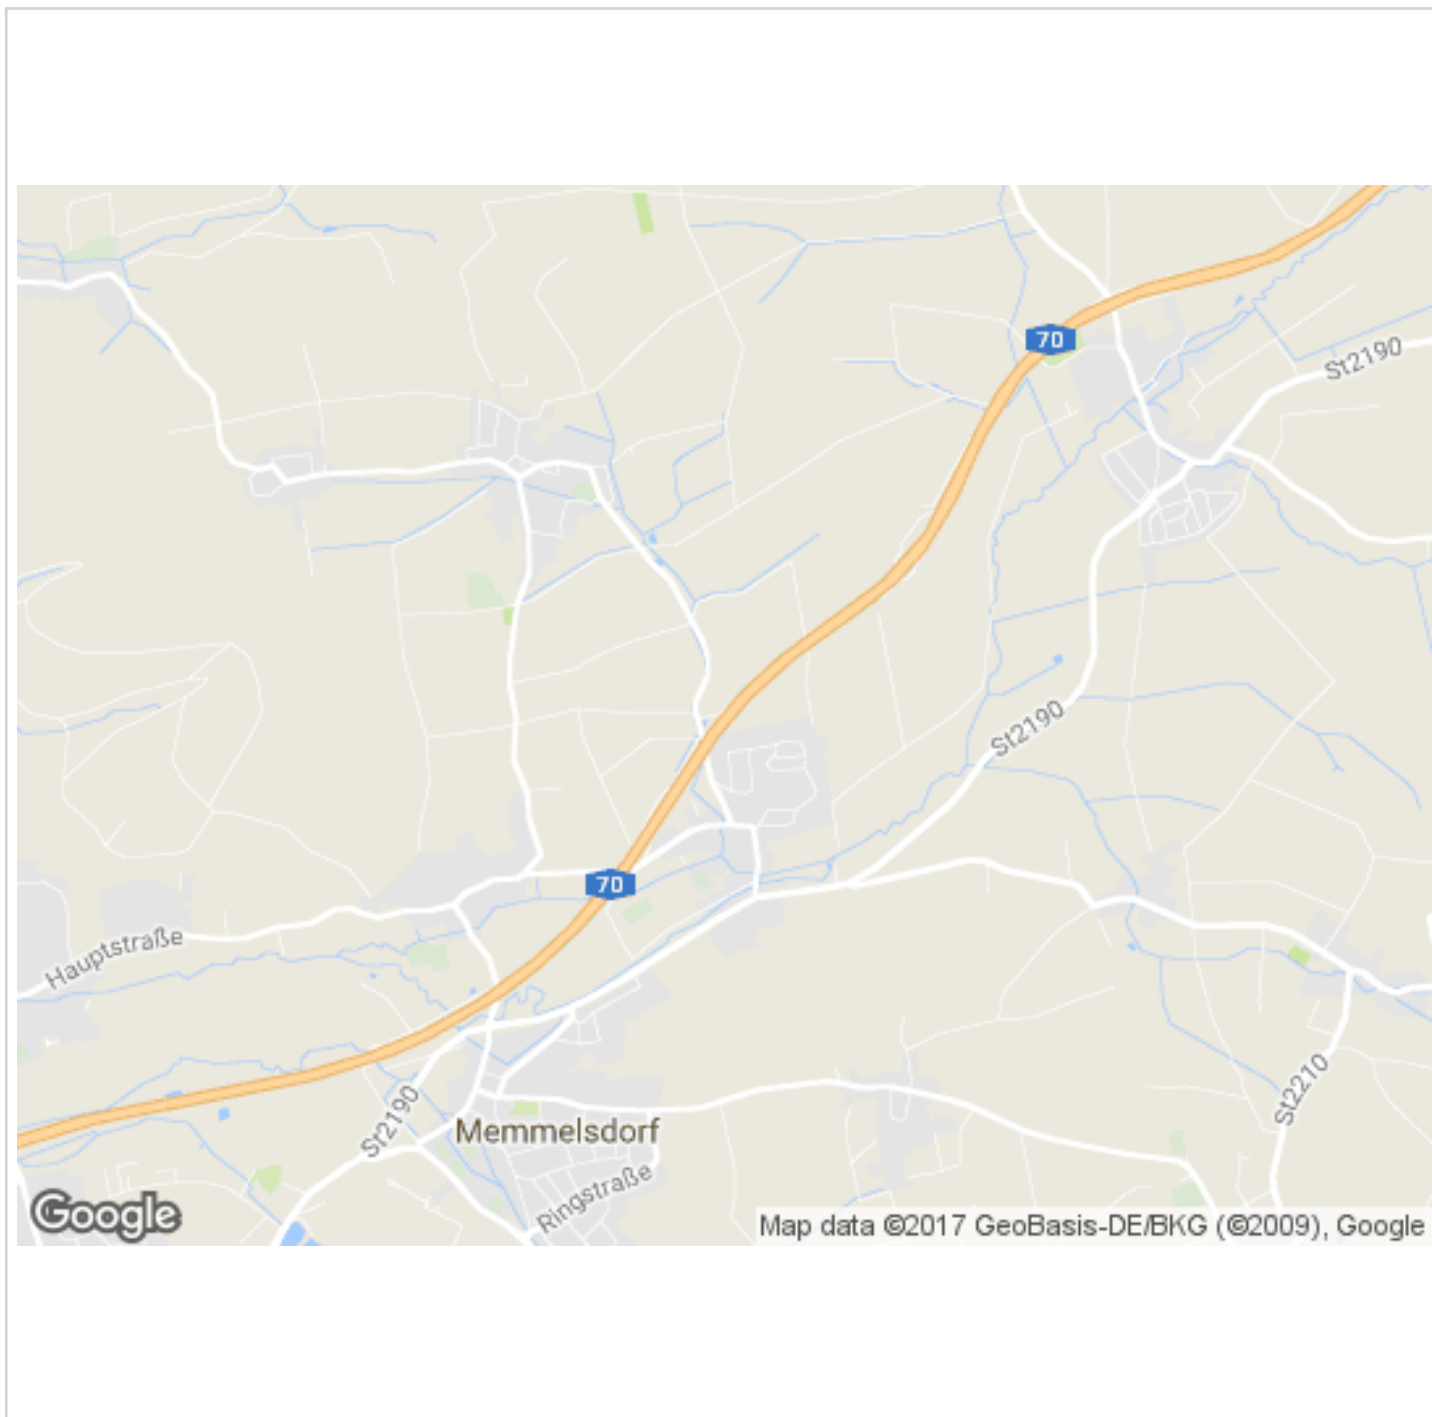 70
St2190
St2190
70
Hauptstraße
St2190
St2210
Memmelsdorf
Ringstraße
Google
Map data ©2017 GeoBasis-DE/BKG (©2009), Google